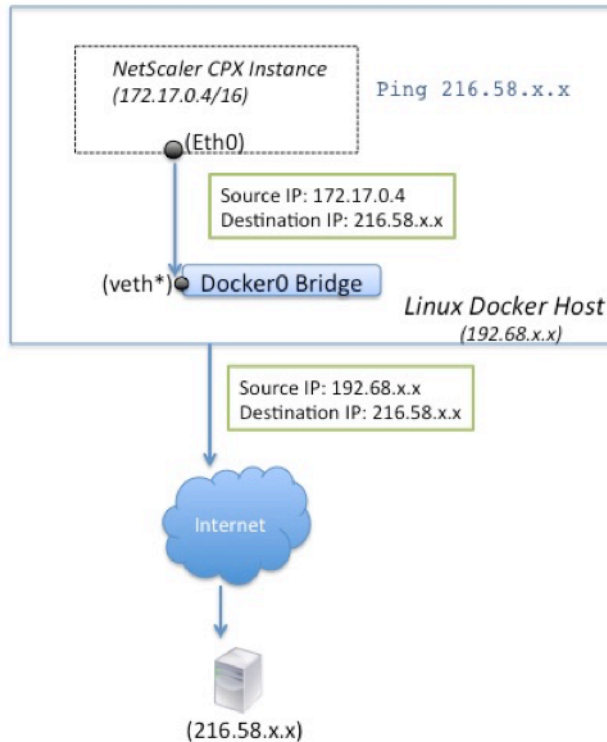 NetScaler CPX Instance
(172.17.0.4/16)
Ping 216.58.x.x
(Eth0)
Source IP: 172.17.0.4
Destination IP: 216.58.x.x
(veth*)
Docker0 Bridge
Linux Docker Host
(192.68.x.x)
Source IP: 192.68.x.x
Destination IP: 216.58.x.x
Internet
(216.58.x.x)